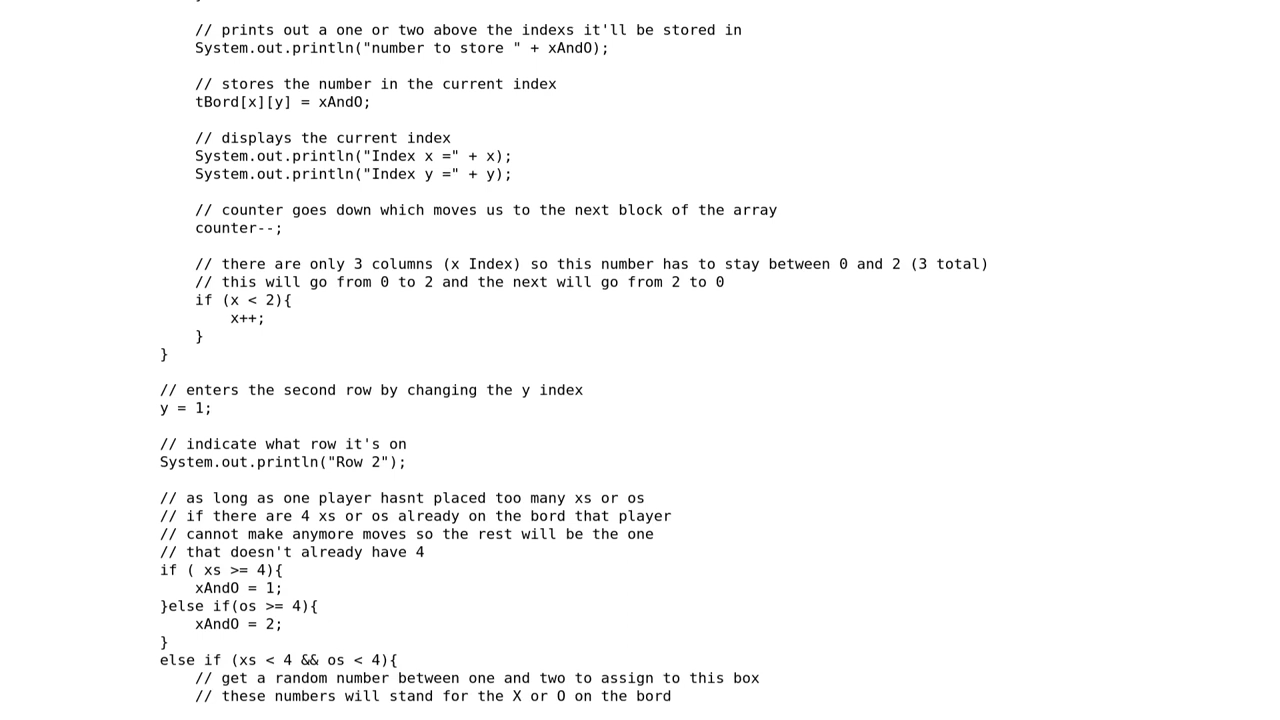 // prints out a one or two above the indexs it'll be stored in
System.out.println("number to store " + xAndO);
// stores the number in the current index
tBord[x][y] = xAndO;
// displays the current index
System.out.println("Index x =" + x);
System.out.println("Index y =" + y);
// counter goes down which moves us to the next block of the array
counter--;
// there are only 3 columns (x Index) so this number has to stay between 0 and 2 (3 total)
// this will go from 0 to 2 and the next will go from 2 to 0
if (x < 2){
x++;
}
}
// enters the second row by changing the y index
y = 1;
// indicate what row it's on
System.out.println("Row 2");
// as long as one player hasnt placed too many xs or os
// if there are 4 xs or os already on the bord that player
// cannot make anymore moves so the rest will be the one
// that doesn't already have 4
if ( xs >= 4){
xAndO = 1;
}else if(os >= 4){
xAndO = 2;
}
else if (xs < 4 && os < 4){
// get a random number between one and two to assign to this box
// these numbers will stand for the X or O on the bord